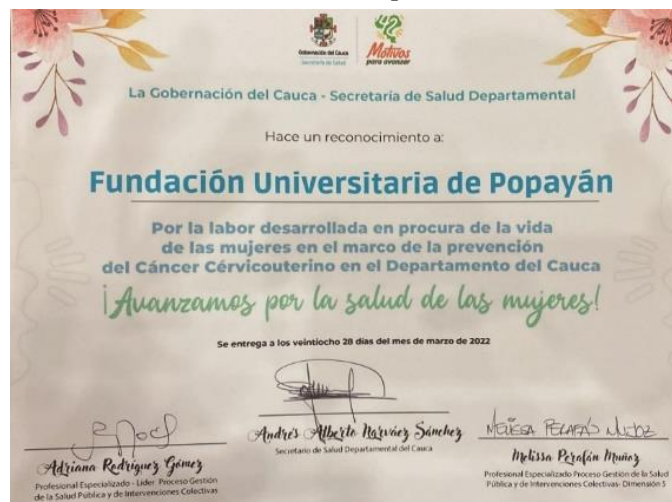 Gobernación del Cauca
Secretaría de Salud
42 Motivos
para avanzar
La Gobernación del Cauca - Secretaría de Salud Departamental
Hace un reconocimiento a:
Fundación Universitaria de Popayán
Por la labor desarrollada en procura de la vida
de las mujeres en el marco de la prevención
del Cáncer Cérvicouterino en el Departamento del Cauca
¡Avanzamos por la salud de las mujeres!
Se entrega a los veintiocho 28 días del mes de marzo de 2022
Adriana Rodríguez Gómez
Profesional Especializado - Líder Proceso Gestión
de la Salud Pública y de Intervenciones Colectivas
Andrés Alberto Narváez Sánchez
Secretario de Salud Departamental del Cauca
MELISSA PERAFÁN MUÑOZ
Melissa Perafán Muñoz
Profesional Especializado Proceso Gestión de la Salud
Pública y de Intervenciones Colectivas- Dimensión 5